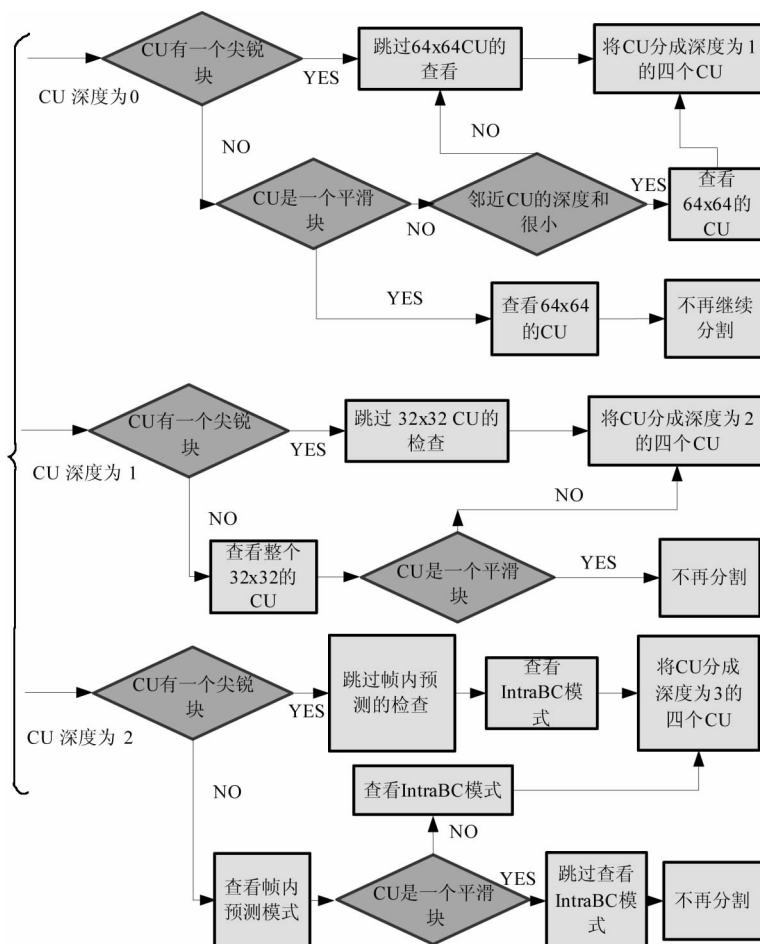 CU有一个尖锐
块
YES
跳过64x64CU的
查看
将CU分成深度为1
的四个CU
CU 深度为0
NO
NO
CU是一个平滑
块
NO
邻近CU的深度和
很小
YES
查看
64x64的
CU
YES
查看64x64
的CU
不再继续
分割
CU有一个尖锐
块
YES
跳过 32x32 CU的
检查
将CU分成深度为2
的四个CU
CU 深度为 1
NO
NO
查看整个
32x32的
CU
CU是一个平滑
块
YES
不再分割
CU有一个尖锐
块
YES
跳过帧内预
测的检查
查看
IntraBC模
式
将CU分成
深度为3的
四个CU
CU 深度为 2
NO
查看IntraBC模式
NO
查看帧内
预测模式
CU是一个平滑
块
YES
跳过查看
IntraBC模
式
不再分割